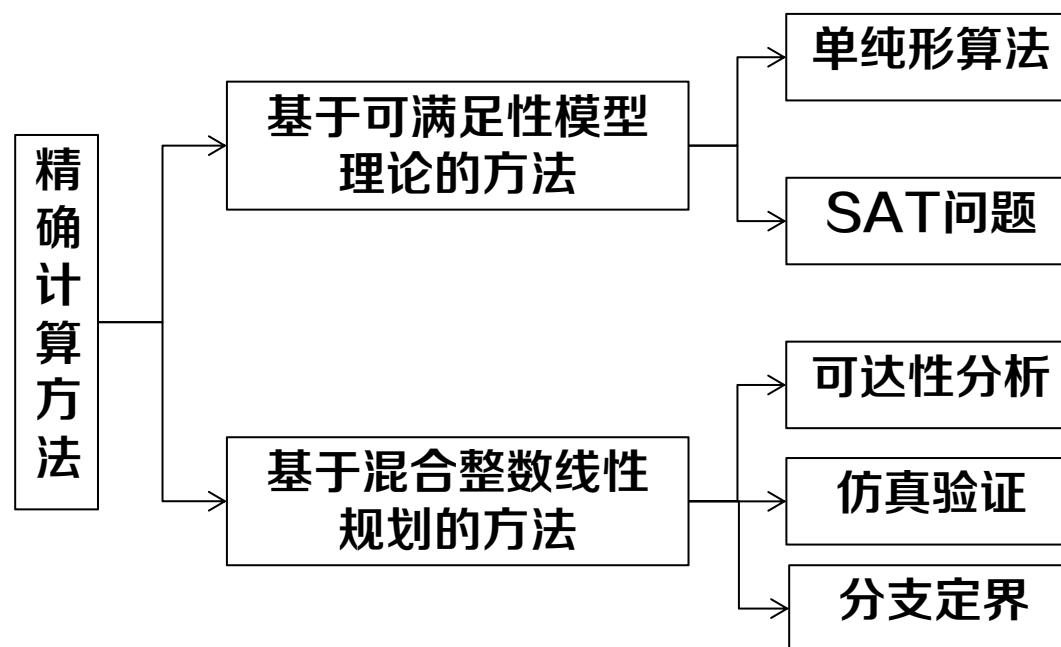 精确计算方法
基于可满足性模型
理论的方法
单纯形算法
SAT问题
基于混合整数线性
规划的方法
可达性分析
仿真验证
分支定界